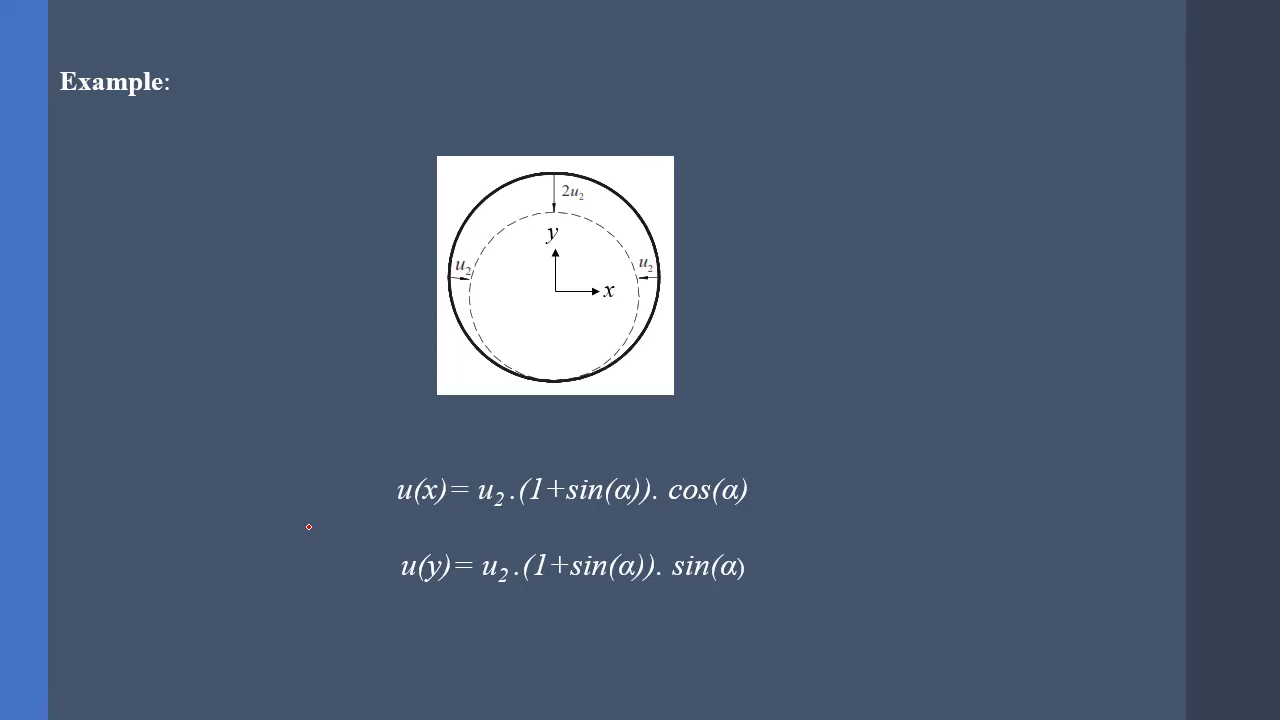 Example:
2u₂
y
u₂
u₂
x
u(x)= u₂ .(1+sin(α)). cos(α)
u(y)= u₂ .(1+sin(α)). sin(α)